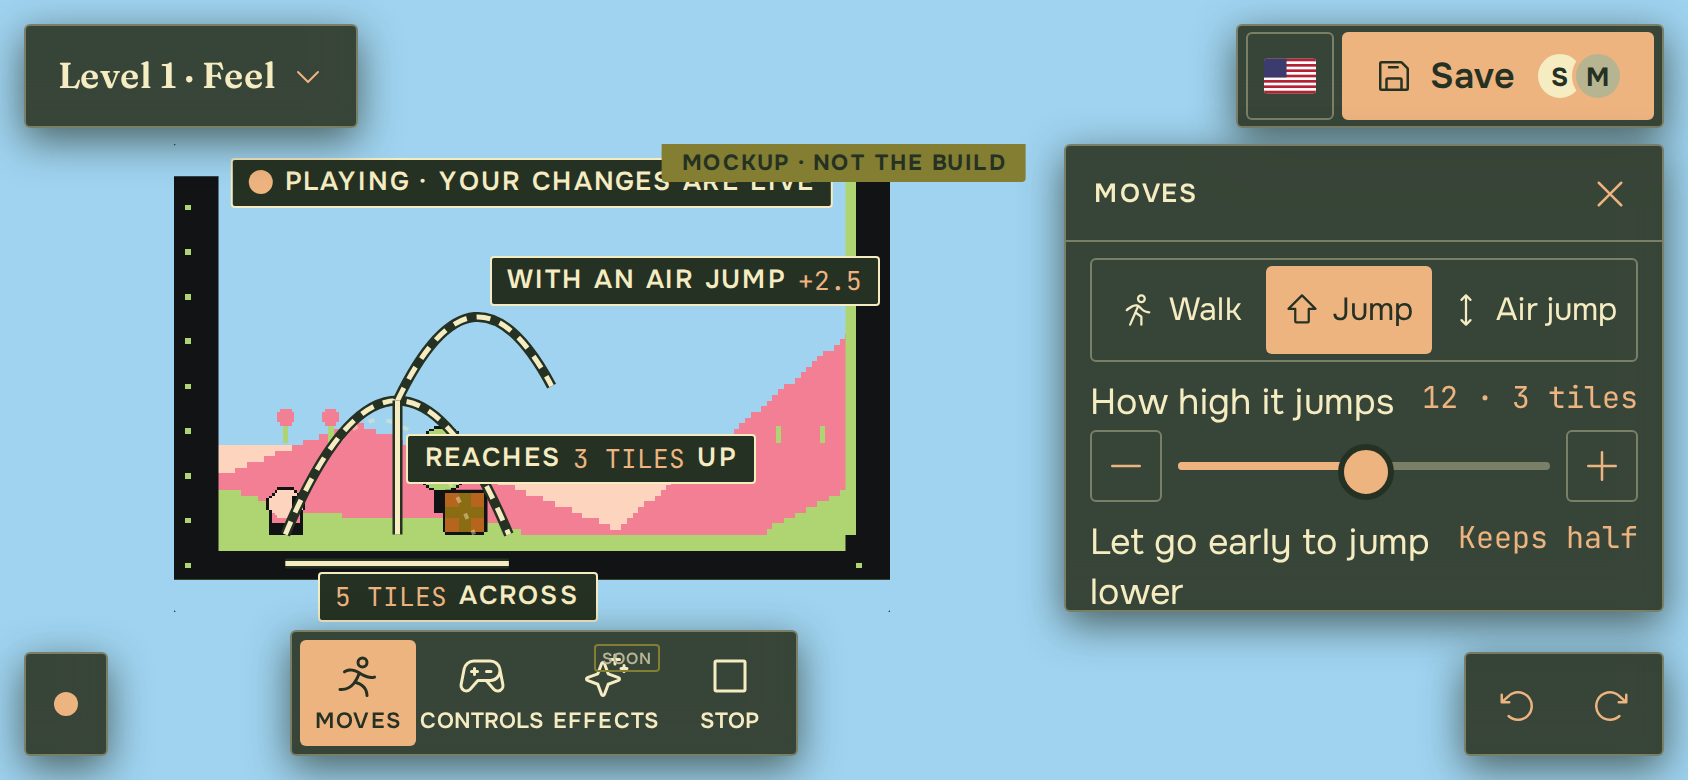 Level 1 · Feel
Save
S
M
MOCKUP · NOT THE BUILD
PLAYING · YOUR CHANGES ARE LIVE
MOVES
WITH AN AIR JUMP +2.5
Walk
Jump
Air jump
How high it jumps
12 · 3 tiles
REACHES 3 TILES UP
Let go early to jump lower
Keeps half
5 TILES ACROSS
SOON
MOVES
CONTROLS
EFFECTS
STOP